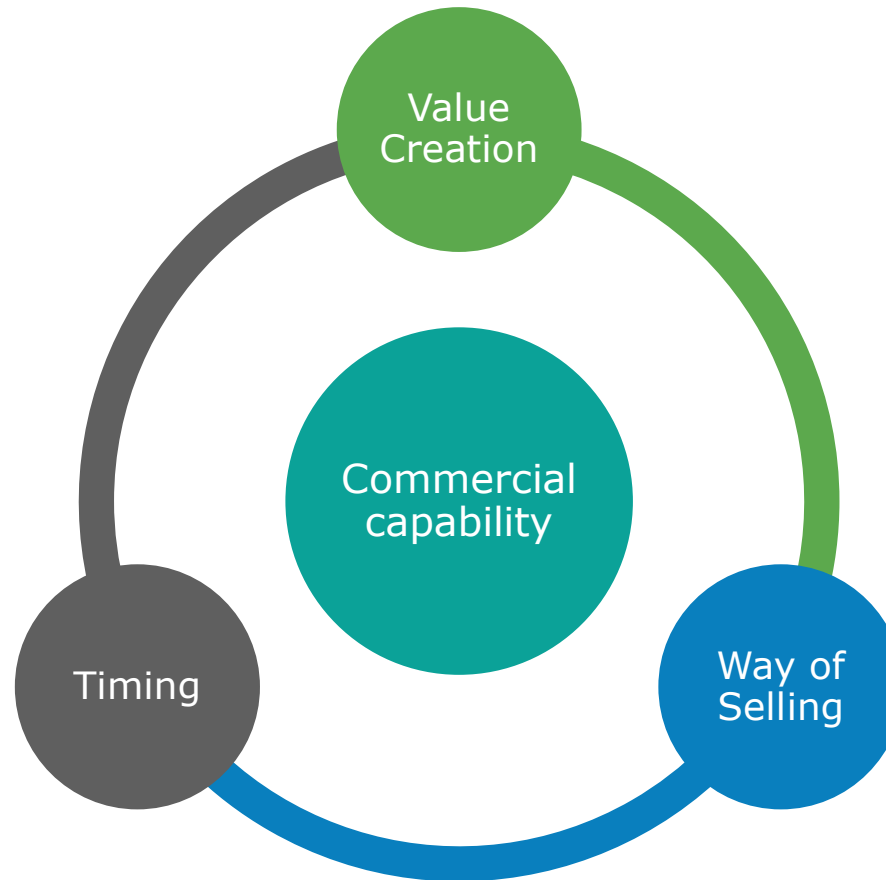 Value
Creation
Commercial
capability
Timing
Way of
Selling